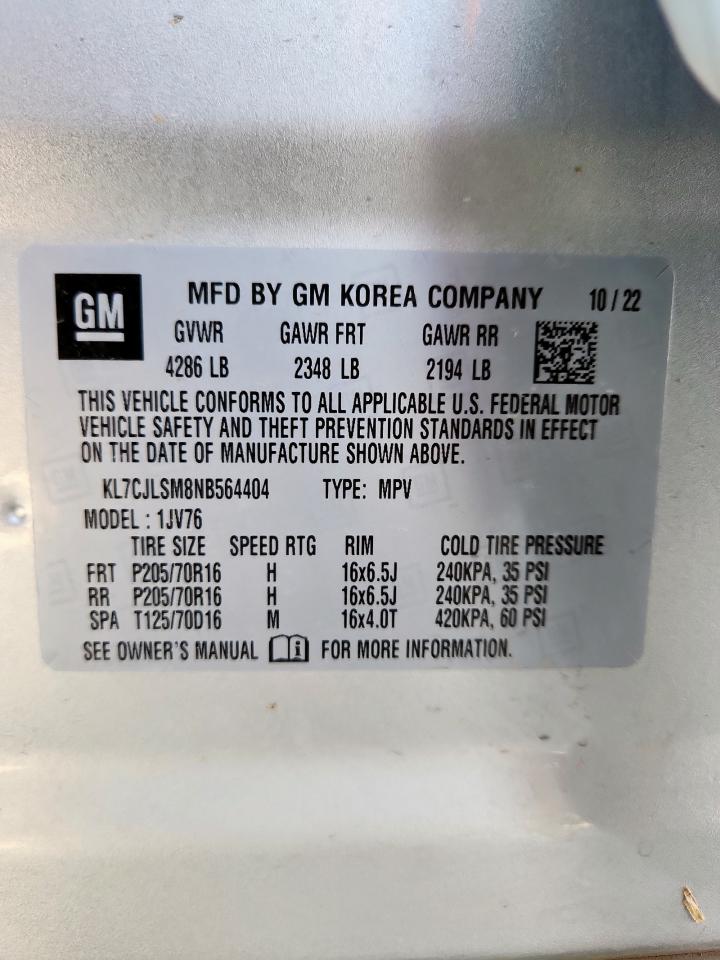 GM
MFD BY GM KOREA COMPANY 10 / 22
GVWR GAWR FRT GAWR RR
4286 LB 2348 LB 2194 LB
THIS VEHICLE CONFORMS TO ALL APPLICABLE U.S. FEDERAL MOTOR
VEHICLE SAFETY AND THEFT PREVENTION STANDARDS IN EFFECT
ON THE DATE OF MANUFACTURE SHOWN ABOVE.
KL7CJLSM8NB564404 TYPE: MPV
MODEL : 1JV76
TIRE SIZE SPEED RTG RIM COLD TIRE PRESSURE
FRT P205/70R16 H 16x6.5J 240KPA, 35 PSI
RR P205/70R16 H 16x6.5J 240KPA, 35 PSI
SPA T125/70D16 M 16x4.0T 420KPA, 60 PSI
SEE OWNER'S MANUAL i FOR MORE INFORMATION.